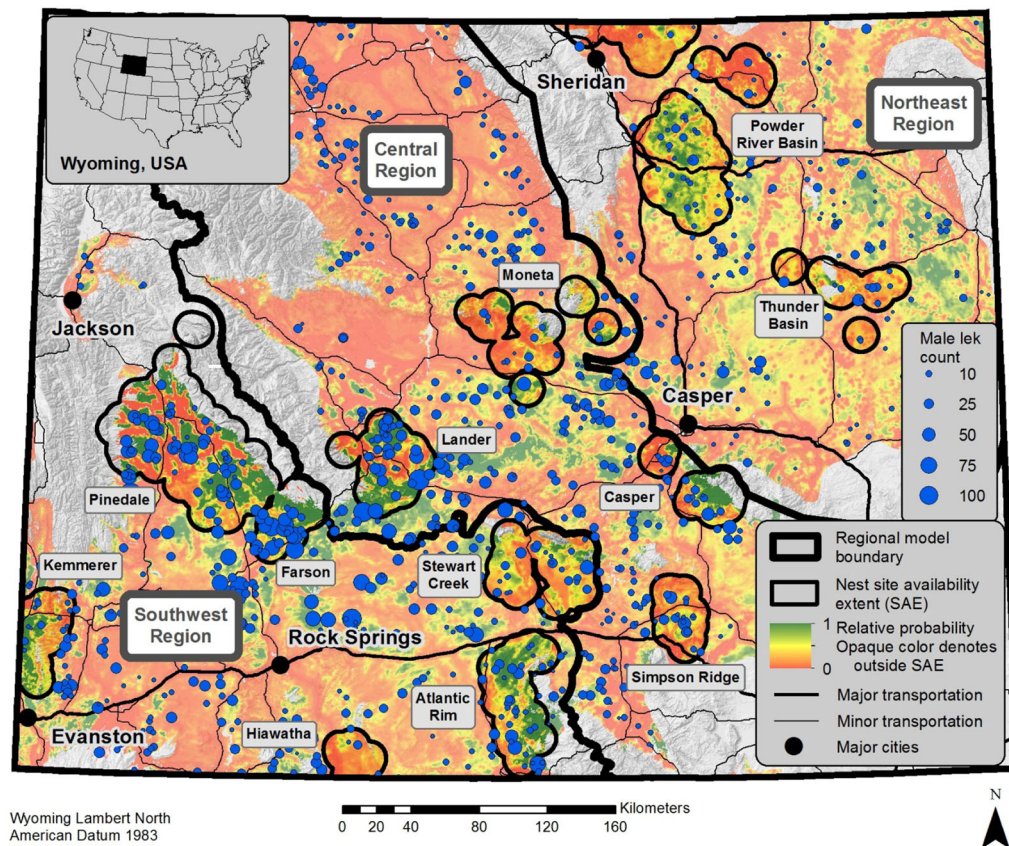 Wyoming, USA
Sheridan
Northeast
Region
Central
Region
Powder
River Basin
Moneta
Thunder
Basin
Jackson
Male lek
count
10
25
50
75
100
Casper
Lander
Pinedale
Casper
Kemmerer
Farson
Stewart
Creek
Southwest
Region
Rock Springs
Simpson Ridge
Atlantic
Rim
Evanston
Hiawatha
Regional model
boundary
Nest site availability
extent (SAE)
1
0
Relative probability
Opaque color denotes
outside SAE
Major transportation
Minor transportation
Major cities
Wyoming Lambert North
American Datum 1983
Kilometers
0 20 40 80 120 160
N